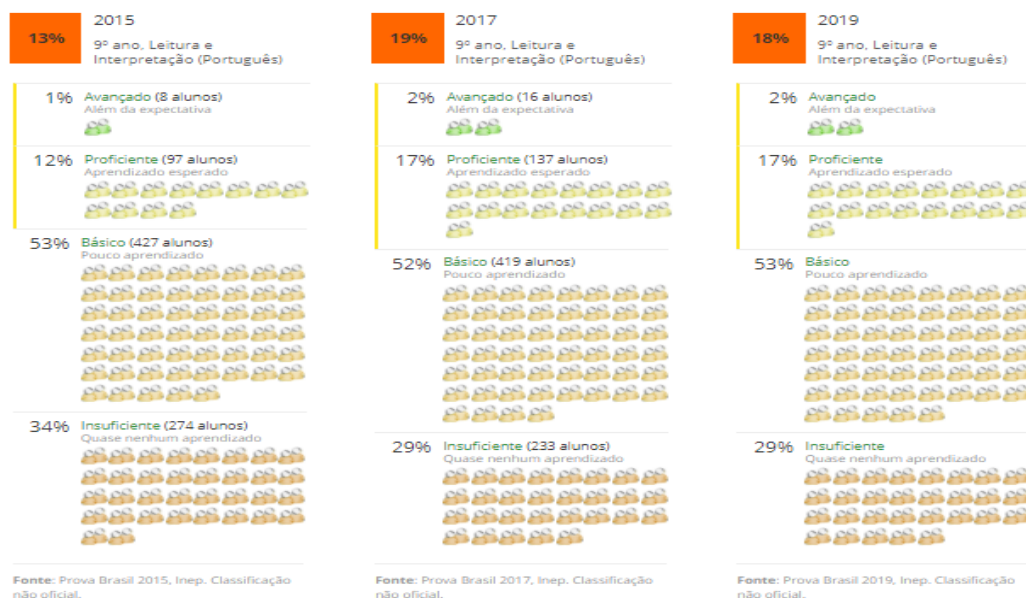 13%
2015
9º ano, Leitura e
Interpretação (Português)
1%
Avançado (8 alunos)
Além da expectativa
12%
Proficiente (97 alunos)
Aprendizado esperado
53%
Básico (427 alunos)
Pouco aprendizado
34%
Insuficiente (274 alunos)
Quase nenhum aprendizado
Fonte: Prova Brasil 2015, Inep. Classificação
não oficial.
19%
2017
9º ano, Leitura e
Interpretação (Português)
2%
Avançado (16 alunos)
Além da expectativa
17%
Proficiente (137 alunos)
Aprendizado esperado
52%
Básico (419 alunos)
Pouco aprendizado
29%
Insuficiente (233 alunos)
Quase nenhum aprendizado
Fonte: Prova Brasil 2017, Inep. Classificação
não oficial.
18%
2019
9º ano, Leitura e
Interpretação (Português)
2%
Avançado
Além da expectativa
17%
Proficiente
Aprendizado esperado
53%
Básico
Pouco aprendizado
29%
Insuficiente
Quase nenhum aprendizado
Fonte: Prova Brasil 2019, Inep. Classificação
não oficial.